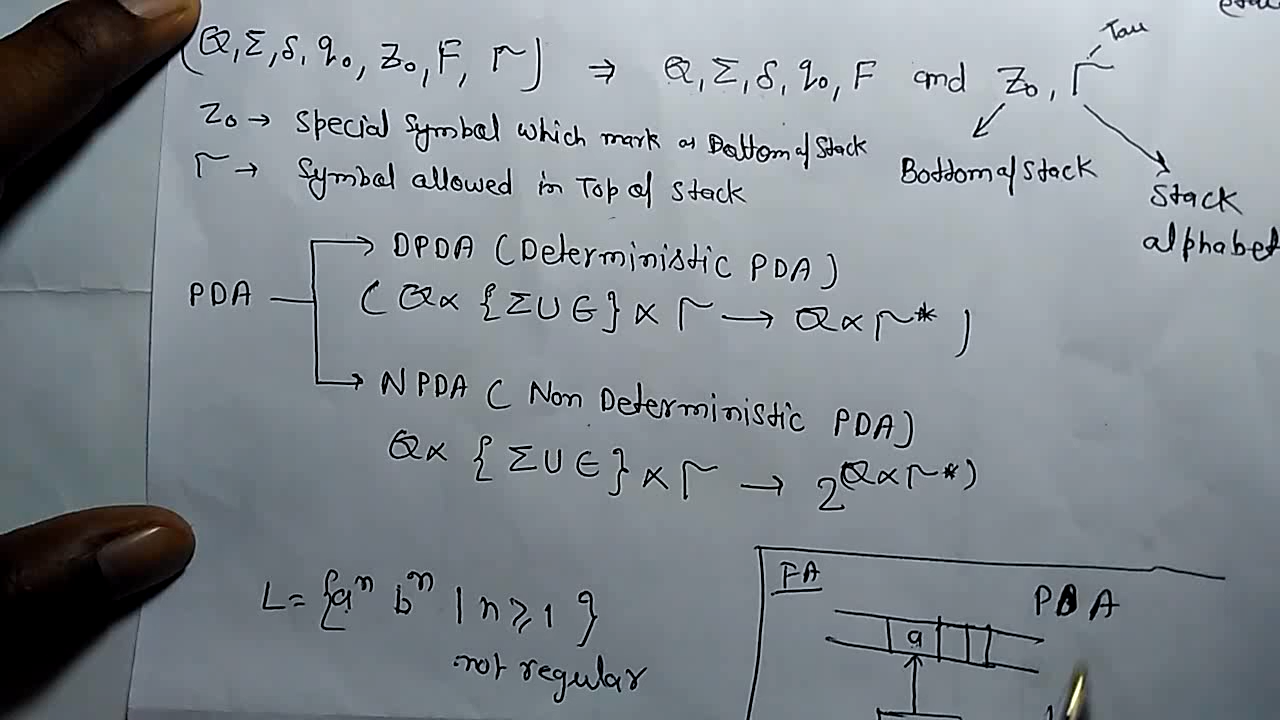 (Q, Σ, δ, q₀, Z₀, F, Γ) ⇒ Q, Σ, δ, q₀, F and Z₀, Γ
Tau
Z₀ → Special Symbol which mark as Bottom of Stack
Γ → Symbol allowed in Top of Stack
Bottom of Stack
Stack
alphabet
PDA
DPDA (Deterministic PDA)
(Q × {Σ ∪ ∈} × Γ → Q × Γ*)
NPDA (Non Deterministic PDA)
Q × {Σ ∪ ∈} × Γ → 2^(Q × Γ*)
L = {aⁿ bⁿ | n ≥ 1}
not regular
FA
PDA
a